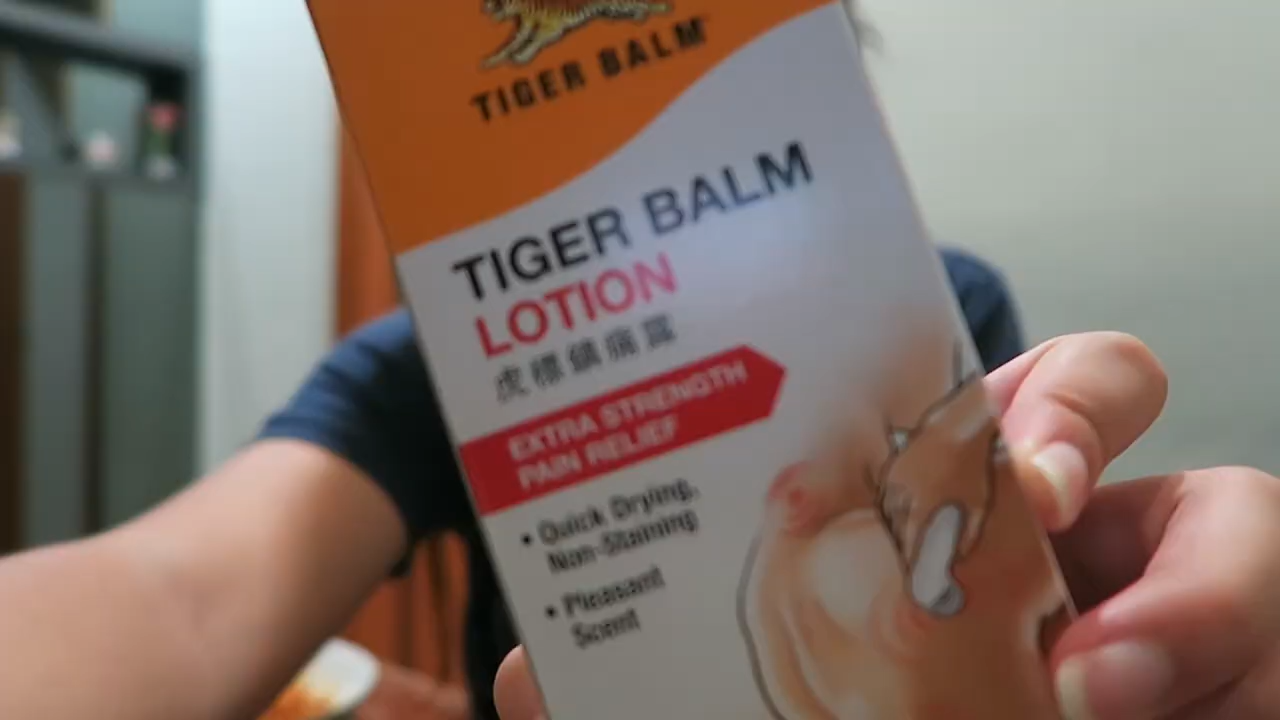 TIGER BALM
TIGER BALM
LOTION
虎標鎮痛露
EXTRA STRENGTH
PAIN RELIEF
• Quick Drying,
Non-Staining
• Pleasant
Scent